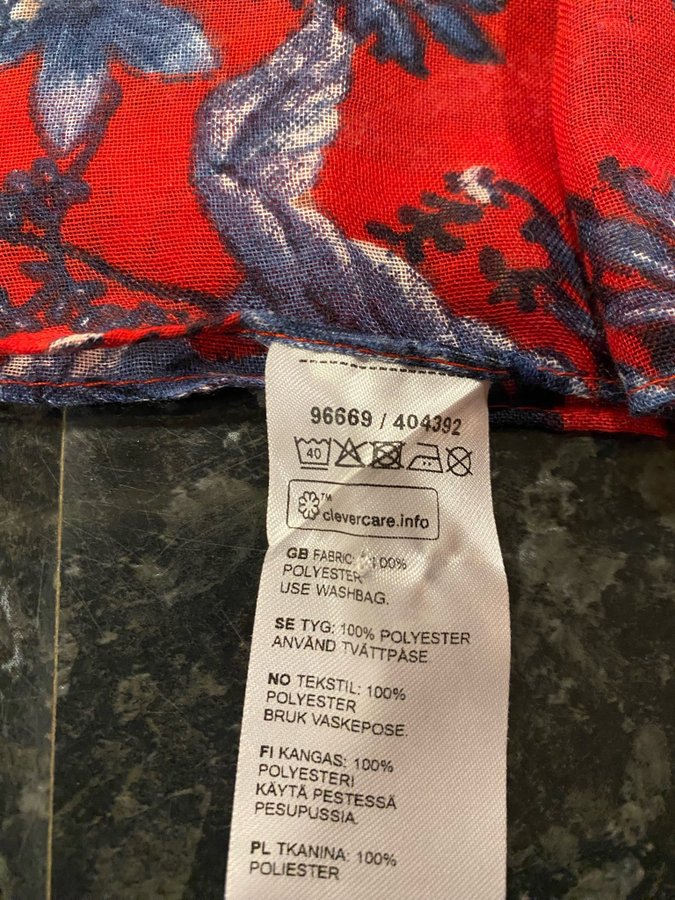 96669 / 404392
40
clevercare.info™
GB FABRIC: 100%
POLYESTER
USE WASHBAG.
SE TYG: 100% POLYESTER
ANVÄND TVÄTTPÅSE
NO TEKSTIL: 100%
POLYESTER
BRUK VASKEPOSE.
FI KANGAS: 100%
POLYESTERI
KÄYTÄ PESTESSÄ
PESUPUSSIA.
PL TKANINA: 100%
POLIESTER